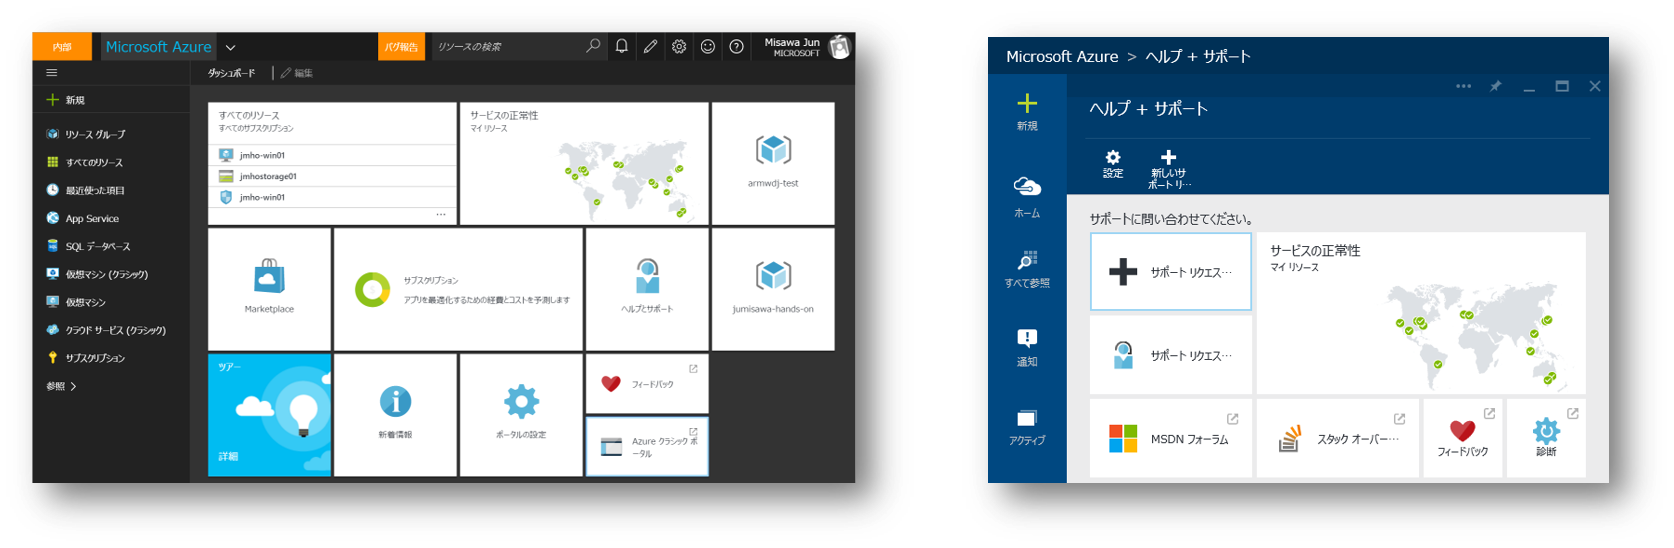 内部
Microsoft Azure
バグ報告
リソースの検索
Misawa Jun
MICROSOFT
ダッシュボード
編集
新規
リソース グループ
すべてのリソース
最近使った項目
App Service
SQL データベース
仮想マシン (クラシック)
仮想マシン
クラウド サービス (クラシック)
サブスクリプション
参照 >
すべてのリソース
すべてのサブスクリプション
jmho-win01
jmhostorage01
jmho-win01
...
サービスの正常性
マイ リソース
armwdj-test
Marketplace
サブスクリプション
アプリを最適化するための経費とコストを予測します
ヘルプとサポート
Jumisawa-hands-on
ツアー
詳細
新着情報
ポータルの設定
フィードバック
Azure クラシック ポ
ータル
Microsoft Azure > ヘルプ + サポート
新規
ホーム
すべて参照
通知
アクティブ
ヘルプ + サポート
設定
新しいサ
ポート リ…
サポートに問い合わせてください。
サポート リクエス…
サポート リクエス…
サービスの正常性
マイ リソース
MSDN フォーラム
スタック オーバー…
フィードバック
診断